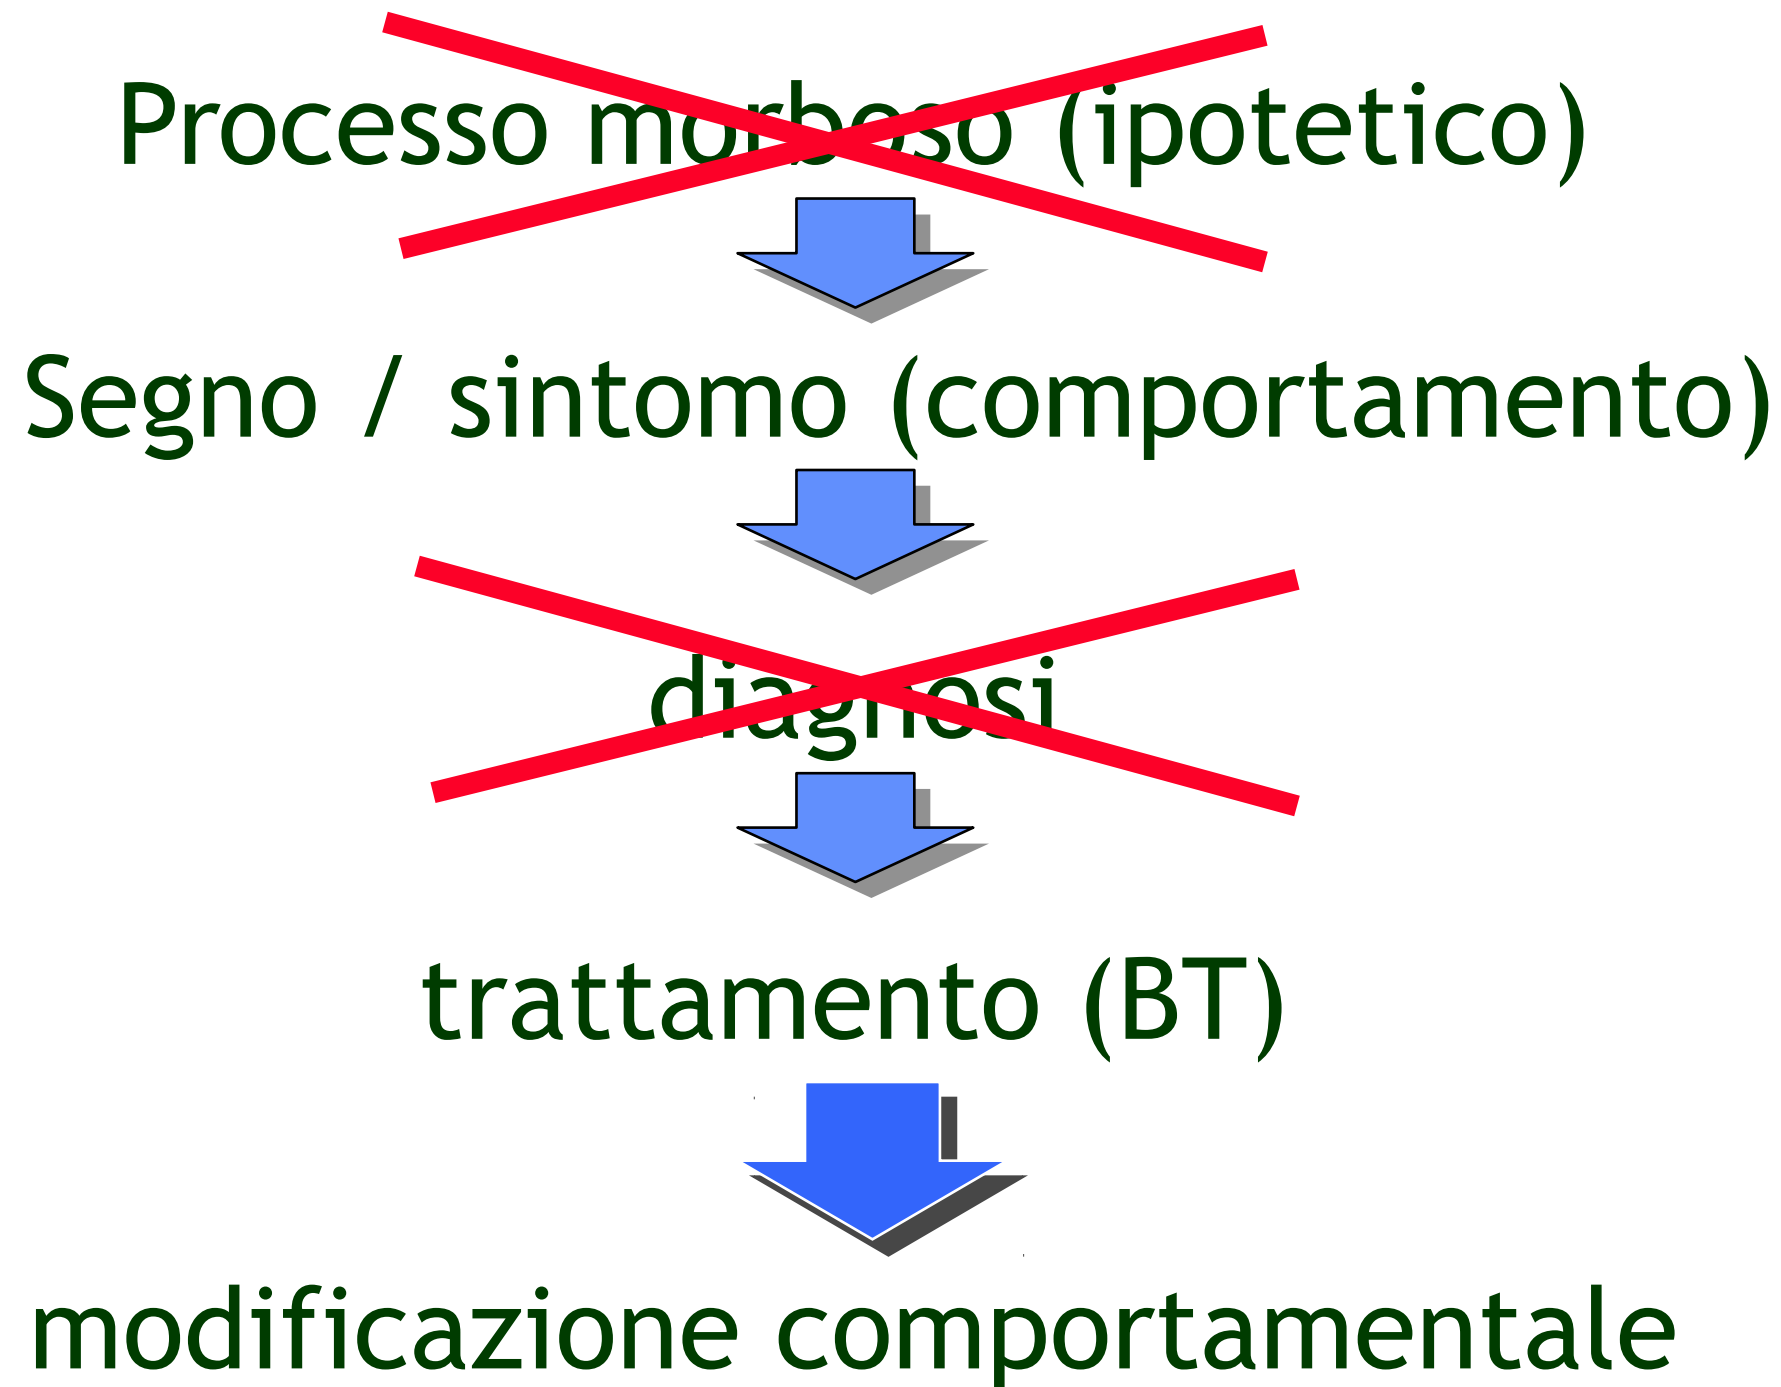 Processo morboso (ipotetico)
Segno / sintomo (comportamento)
diagnosi
trattamento (BT)
modificazione comportamentale